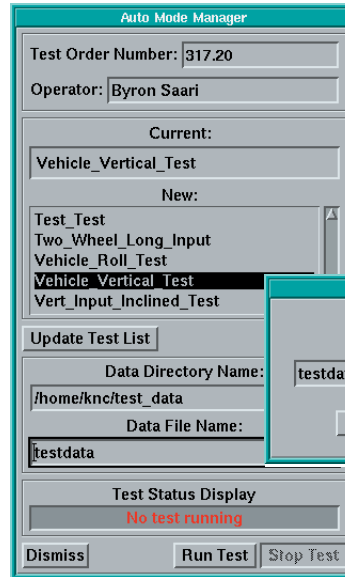 Auto Mode Manager
Test Order Number: 317.20
Operator: Byron Saari
Current:
Vehicle_Vertical_Test
New:
Test_Test
Two_Wheel_Long_Input
Vehicle_Roll_Test
Vehicle_Vertical_Test
Vert_Input_Inclined_Test
Update Test List
Data Directory Name:
/home/knc/test_data
Data File Name:
testdata
testda
Test Status Display
No test running
Dismiss Run Test Stop Test